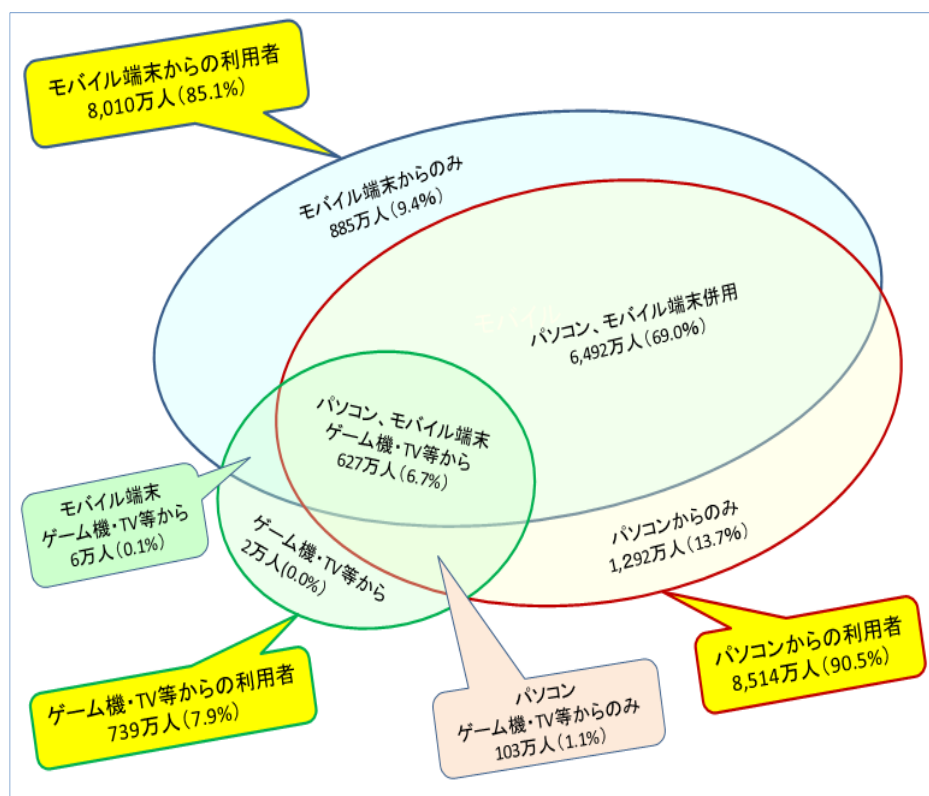 モバイル端末からの利用者
8,010万人(85.1%)
モバイル端末からのみ
885万人(9.4%)
モバイル
パソコン、モバイル端末併用
6,492万人(69.0%)
パソコン、モバイル端末
ゲーム機・TV等から
627万人(6.7%)
モバイル端末
ゲーム機・TV等から
6万人(0.1%)
ゲーム機・TV等から
2万人(0.0%)
パソコンからのみ
1,292万人(13.7%)
パソコンからの利用者
8,514万人(90.5%)
ゲーム機・TV等からの利用者
739万人(7.9%)
パソコン
ゲーム機・TV等からのみ
103万人(1.1%)